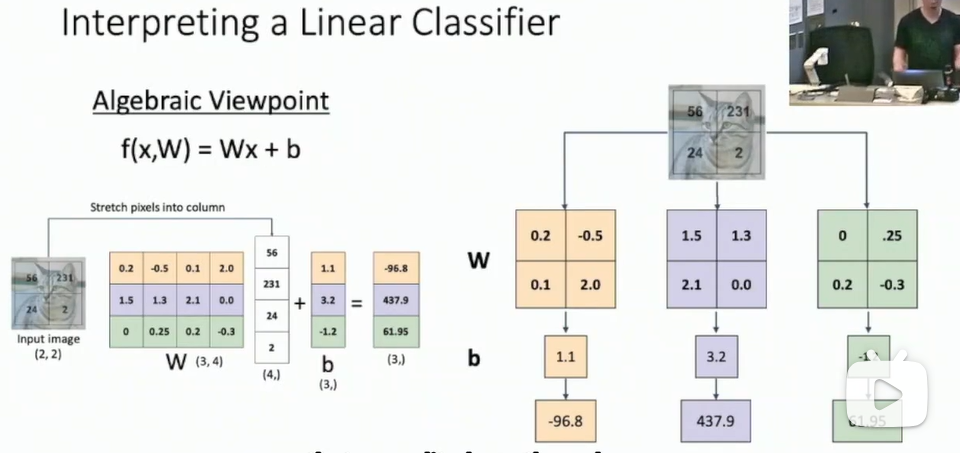 Interpreting a Linear Classifier
Algebraic Viewpoint
f(x,W) = Wx + b
Stretch pixels into column
56 231
24 2
Input image
(2, 2)
0.2 -0.5 0.1 2.0
1.5 1.3 2.1 0.0
0 0.25 0.2 -0.3
W (3, 4)
56
231
24
2
(4,)
+
1.1
3.2
-1.2
b
(3,)
=
-96.8
437.9
61.95
(3,)
56 231
24 2
W
0.2 -0.5
0.1 2.0
1.5 1.3
2.1 0.0
0 .25
0.2 -0.3
b
1.1
3.2
-96.8
437.9
61.95